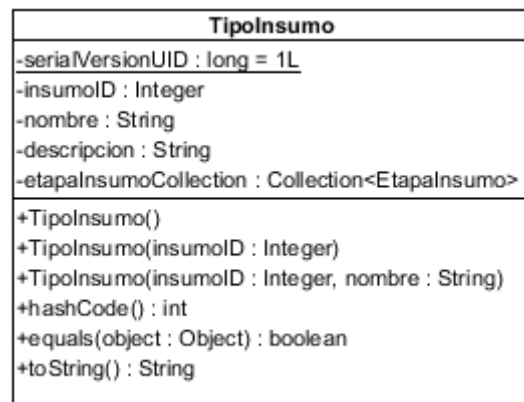 TipoInsumo
-serialVersionUID : long = 1L
-insumoID : Integer
-nombre : String
-descripcion : String
-etapaInsumoCollection : Collection<EtapaInsumo>
+TipoInsumo()
+TipoInsumo(insumoID : Integer)
+TipoInsumo(insumoID : Integer, nombre : String)
+hashCode() : int
+equals(object : Object) : boolean
+toString() : String